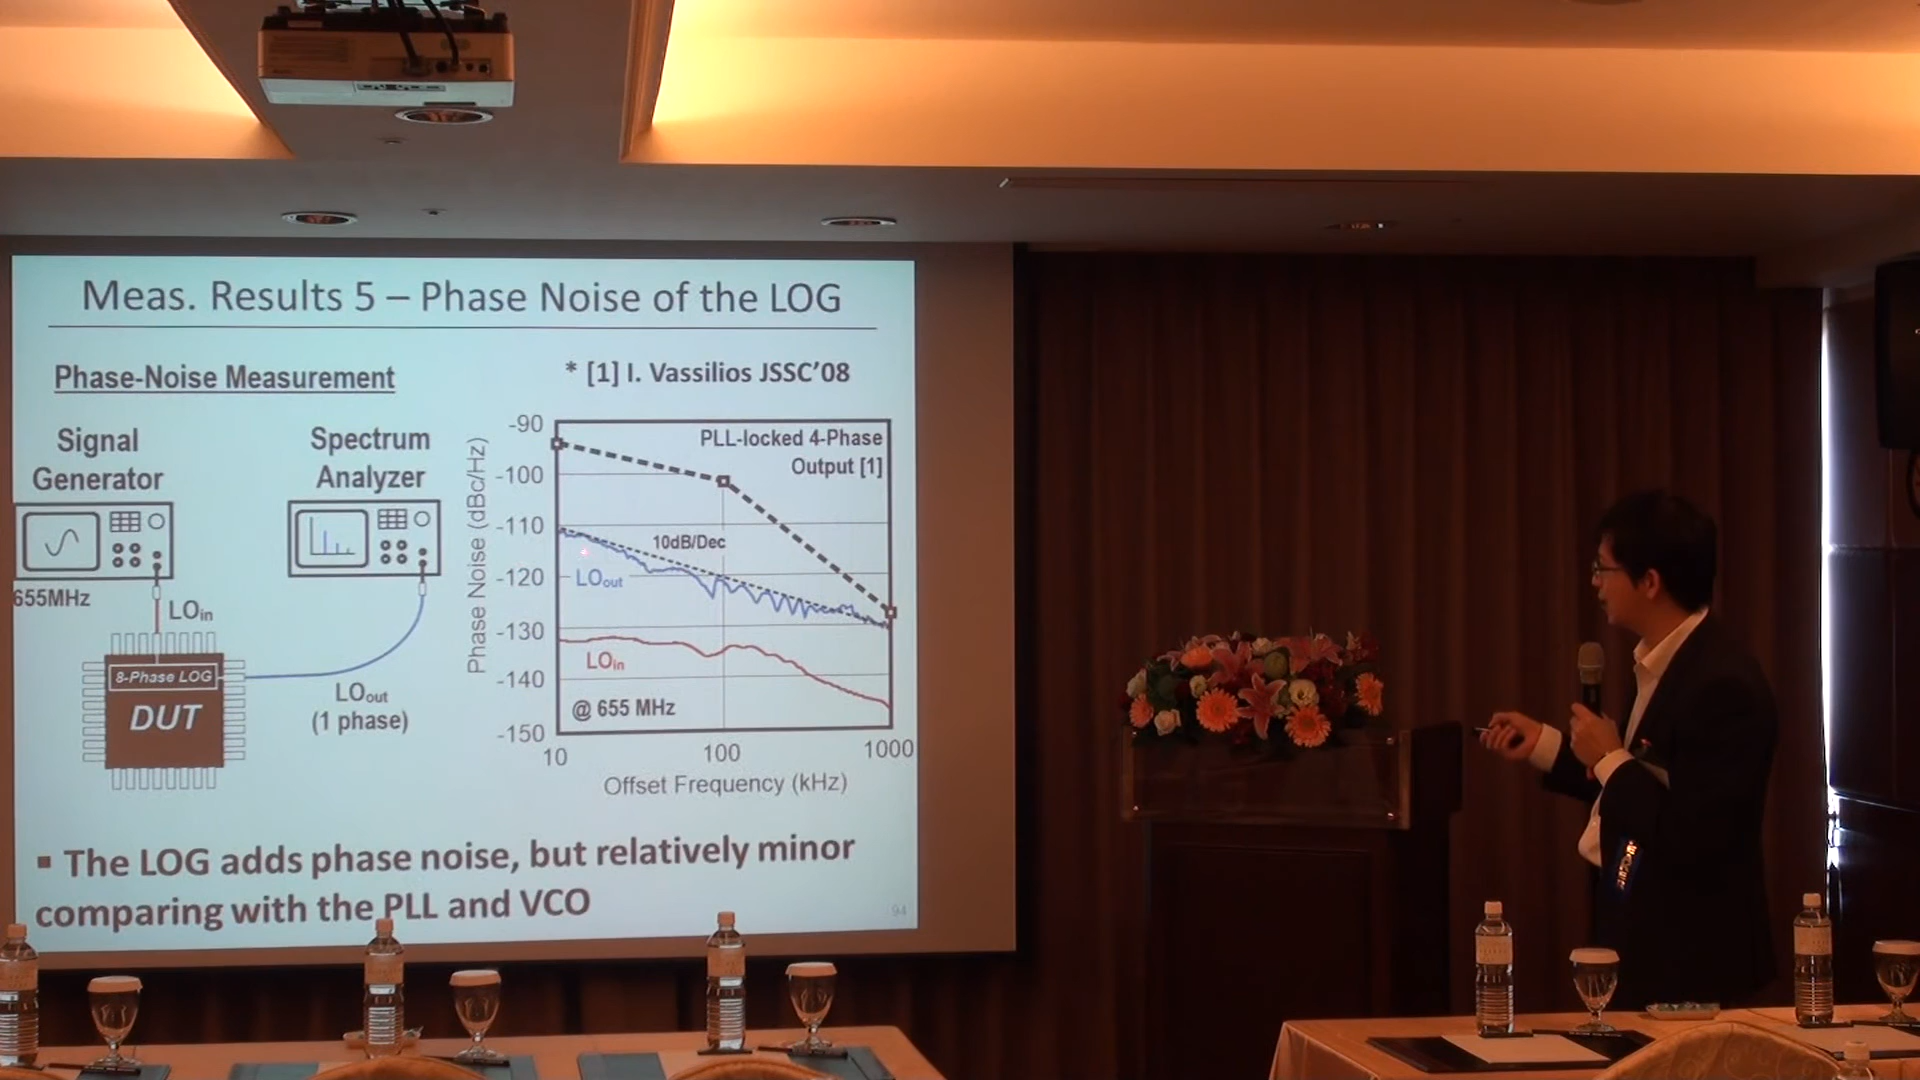 Meas. Results 5 – Phase Noise of the LOG
Phase-Noise Measurement
* [1] I. Vassilios JSSC'08
Signal
Generator
Spectrum
Analyzer
655MHz
LOin
8-Phase LOG
DUT
LOout
(1 phase)
Phase Noise (dBc/Hz)
-90
-100
-110
-120
-130
-140
-150
PLL-locked 4-Phase
Output [1]
10dB/Dec
LOout
LOin
@ 655 MHz
10
100
1000
Offset Frequency (kHz)
▪ The LOG adds phase noise, but relatively minor
comparing with the PLL and VCO
94